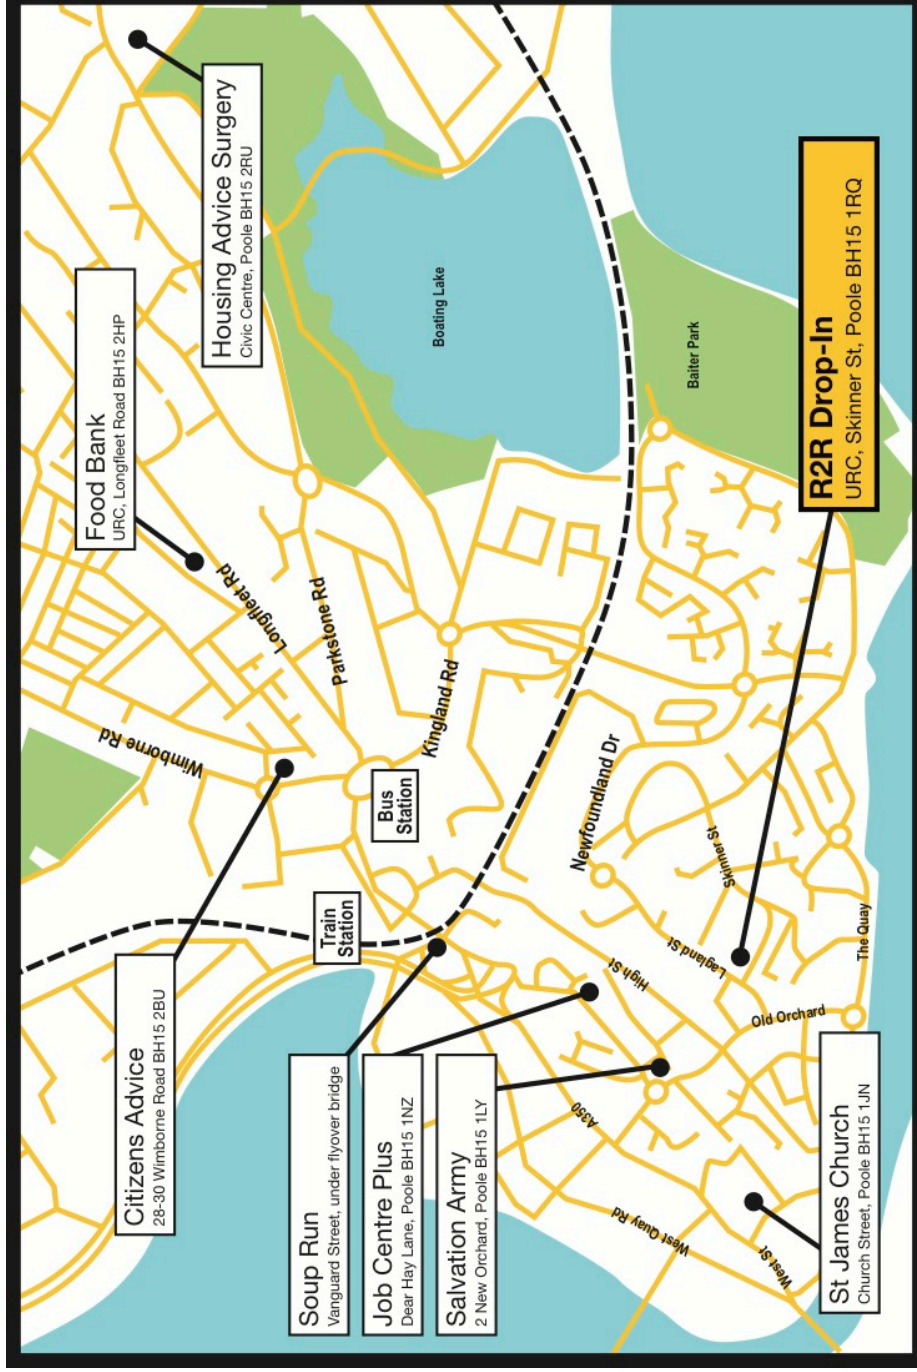 Citizens Advice
28-30 Wimborne Road BH15 2BU
Food Bank
URC, Longfleet Road BH15 2HP
Housing Advice Surgery
Civic Centre, Poole BH15 2RU
Wimborne Rd
Longfleet Rd
Parkstone Rd
Train
Station
Bus
Station
Kingland Rd
Boating Lake
Soup Run
Vanguard Street, under flyover bridge
Job Centre Plus
Dear Hay Lane, Poole BH15 1NZ
Salvation Army
2 New Orchard, Poole BH15 1LY
A350
High St
Newfoundland Dr
Baiter Park
West Quay Rd
Lagland St
Skinner St
West St
Old Orchard
The Quay
St James Church
Church Street, Poole BH15 1JN
R2R Drop-In
URC, Skinner St, Poole BH15 1RQ